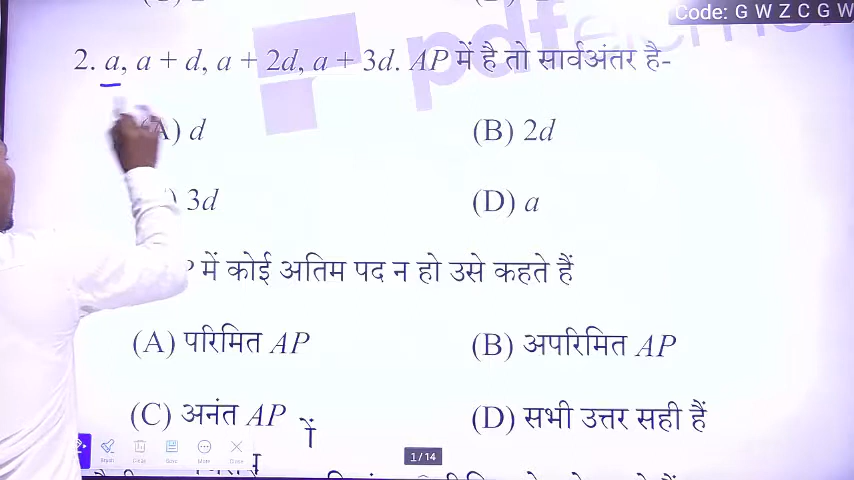 Code: G W Z C G W
2. a, a + d, a + 2d, a + 3d. AP में है तो सार्वअंतर है-
(A) d (B) 2d
3d (D) a
में कोई अतिम पद न हो उसे कहते हैं
(A) परिमित AP (B) अपरिमित AP
(C) अनंत AP (D) सभी उत्तर सही हैं
1/14